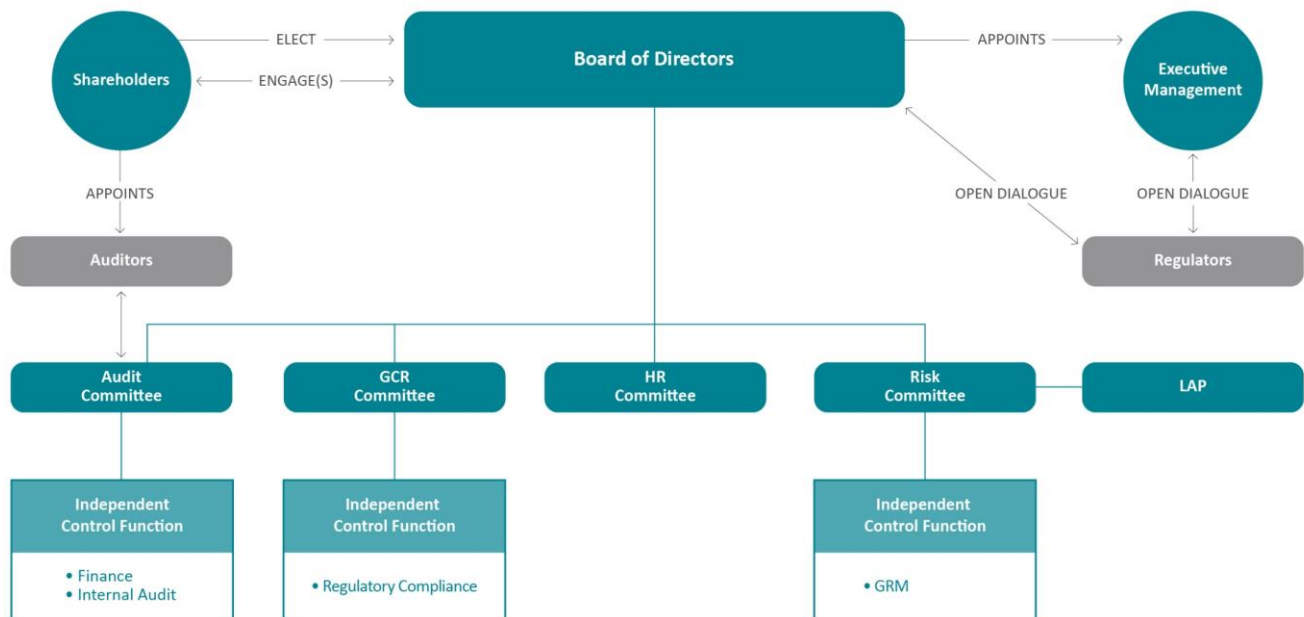 ELECT
Board of Directors
APPOINTS
Shareholders
ENGAGE(S)
Executive
Management
APPOINTS
OPEN DIALOGUE
OPEN DIALOGUE
Auditors
Regulators
Audit
Committee
GCR
Committee
HR
Committee
Risk
Committee
LAP
Independent
Control Function
• Finance
• Internal Audit
Independent
Control Function
• Regulatory Compliance
Independent
Control Function
• GRM